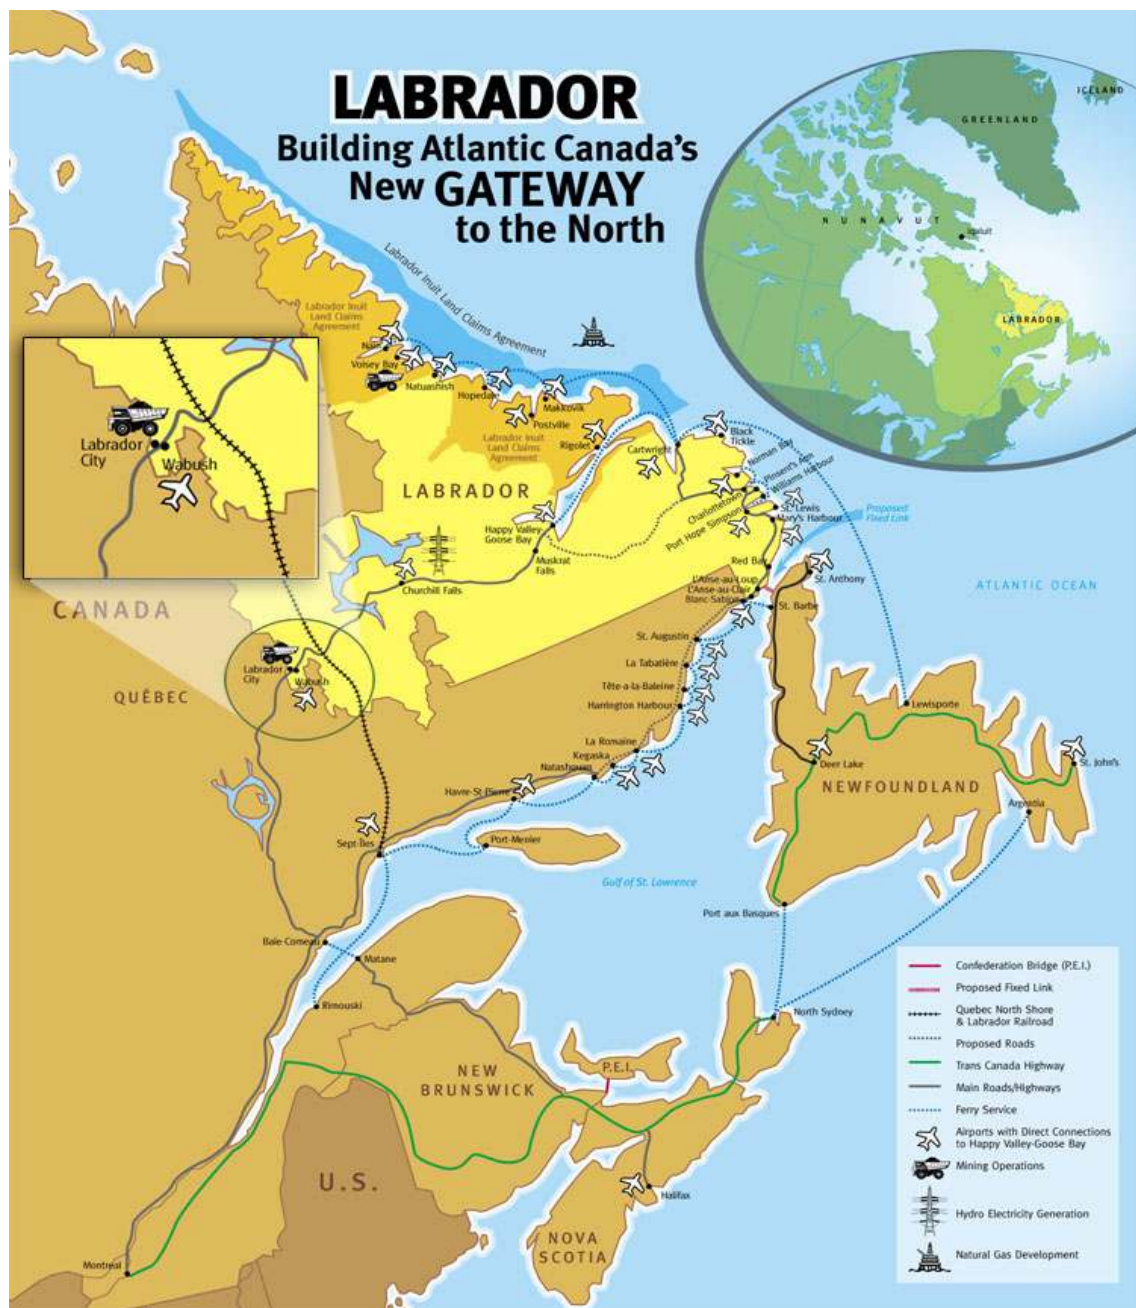 LABRADOR
Building Atlantic Canada's
New GATEWAY
to the North
ICELAND
GREENLAND
NUNAVUT
Iqaluit
LABRADOR
Labrador Inuit Land Claims Agreement
Labrador Inuit
Land Claims
Agreement
Nain
Voisey Bay
Natuashish
Hopedale
Makkovik
Postville
Labrador Inuit
Land Claims
Agreement
Rigolet
Cartwright
Black
Tickle
Norman Bay
Pinsent's Arm
Williams Harbour
Charlottetown
Port Hope Simpson
St. Lewis
Mary's Harbour
Proposed
Fixed Link
Labrador
City
Wabush
LABRADOR
Happy Valley-
Goose Bay
Muskrat
Falls
Churchill Falls
Red Bay
L'Anse-au-Loup
L'Anse-au-Clair
Blanc-Sablon
St. Anthony
St. Barbe
ATLANTIC OCEAN
CANADA
QUÉBEC
Labrador
City
Wabush
St. Augustin
La Tabatière
Tête-a-la-Baleine
Harrington Harbour
La Romaine
Kegaska
Natashquan
Havre-St-Pierre
Sept-Iles
Port-Menier
Lewisporte
Deer Lake
St. John's
NEWFOUNDLAND
Argentia
Gulf of St. Lawrence
Port aux Basques
Baie-Comeau
Matane
Rimouski
North Sydney
NEW
BRUNSWICK
P.E.I.
U.S.
Halifax
NOVA
SCOTIA
Montreal
Confederation Bridge (P.E.I.)
Proposed Fixed Link
Quebec North Shore
& Labrador Railroad
Proposed Roads
Trans Canada Highway
Main Roads/Highways
Ferry Service
Airports with Direct Connections
to Happy Valley-Goose Bay
Mining Operations
Hydro Electricity Generation
Natural Gas Development